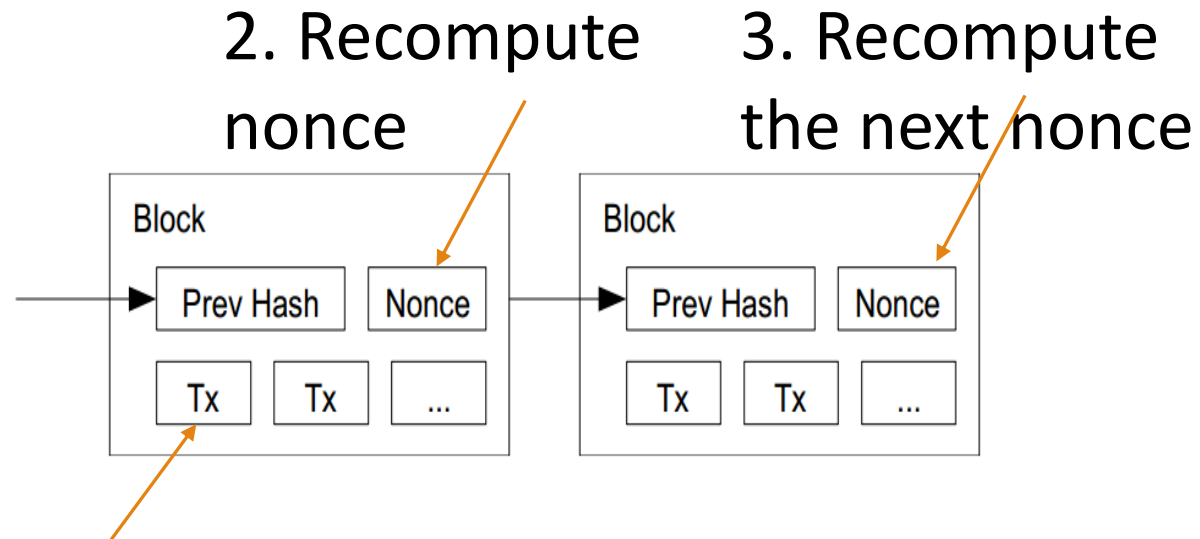 2. Recompute
nonce
3. Recompute
the next nonce
Block
Prev Hash
Nonce
Tx
Tx
...
Block
Prev Hash
Nonce
Tx
Tx
...